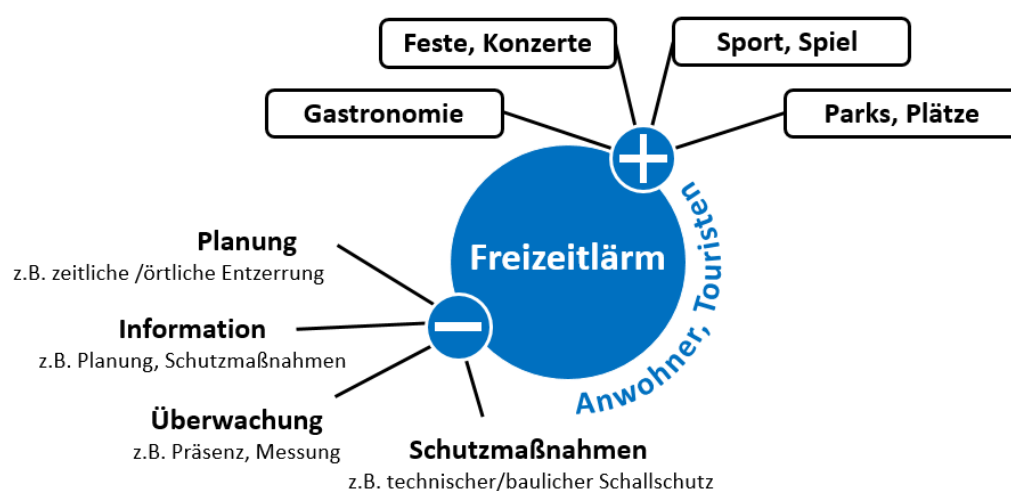 Feste, Konzerte
Sport, Spiel
Gastronomie
Parks, Plätze
Freizeitlärm
Anwohner, Touristen
Planung
z.B. zeitliche /örtliche Entzerrung
Information
z.B. Planung, Schutzmaßnahmen
Überwachung
z.B. Präsenz, Messung
Schutzmaßnahmen
z.B. technischer/baulicher Schallschutz